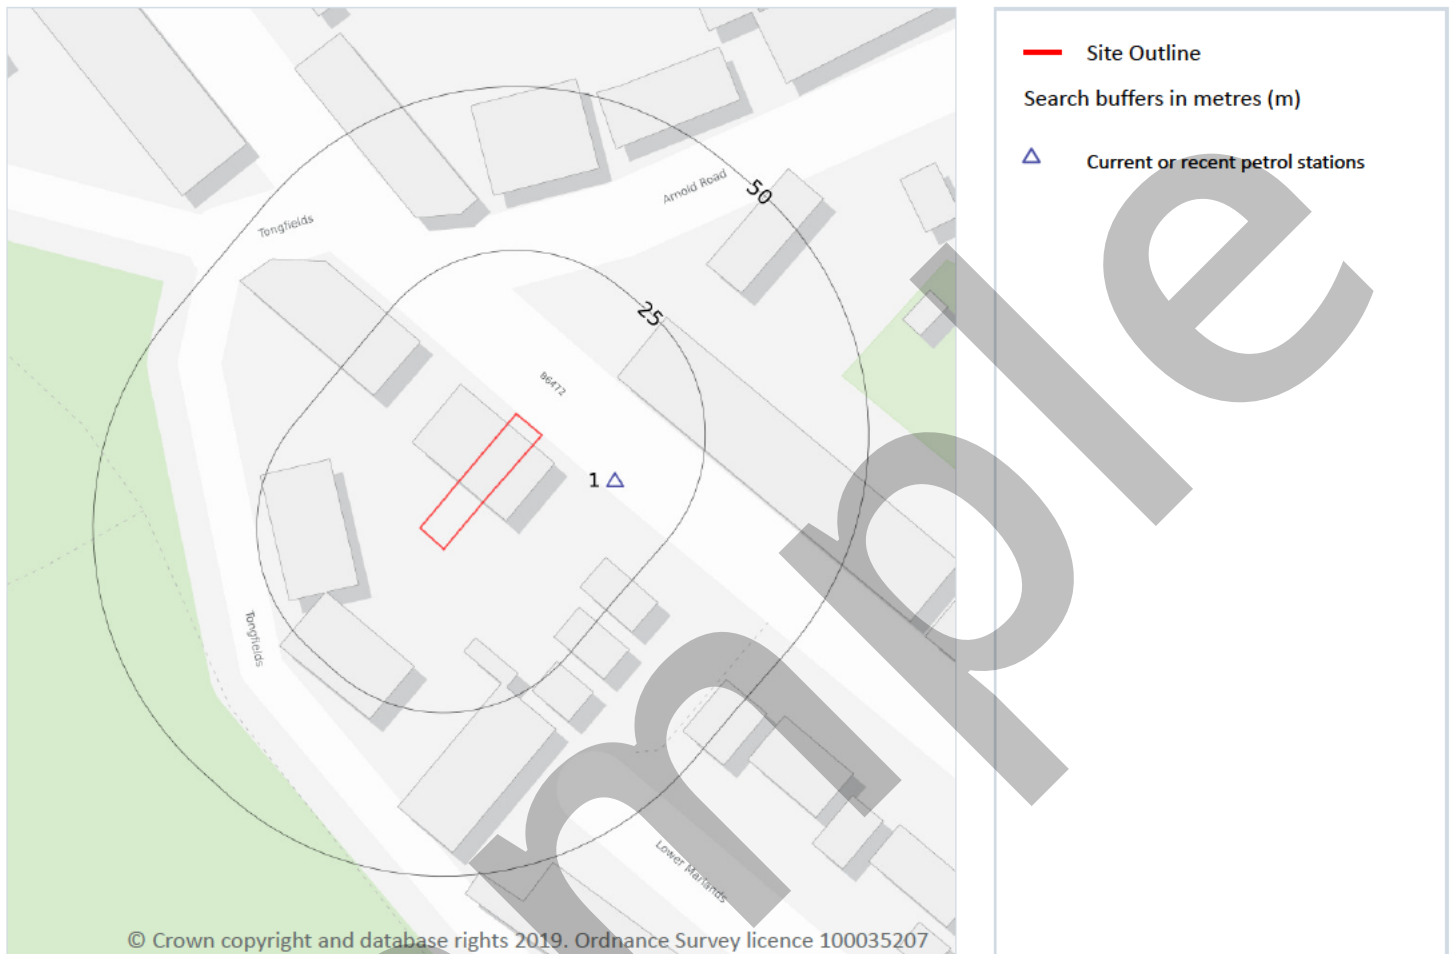 Site Outline
Search buffers in metres (m)
Current or recent petrol stations
50
Arnold Road
Tongfields
25
B6472
1
Tongfields
Lower Marlands
© Crown copyright and database rights 2019. Ordnance Survey licence 100035207
mple